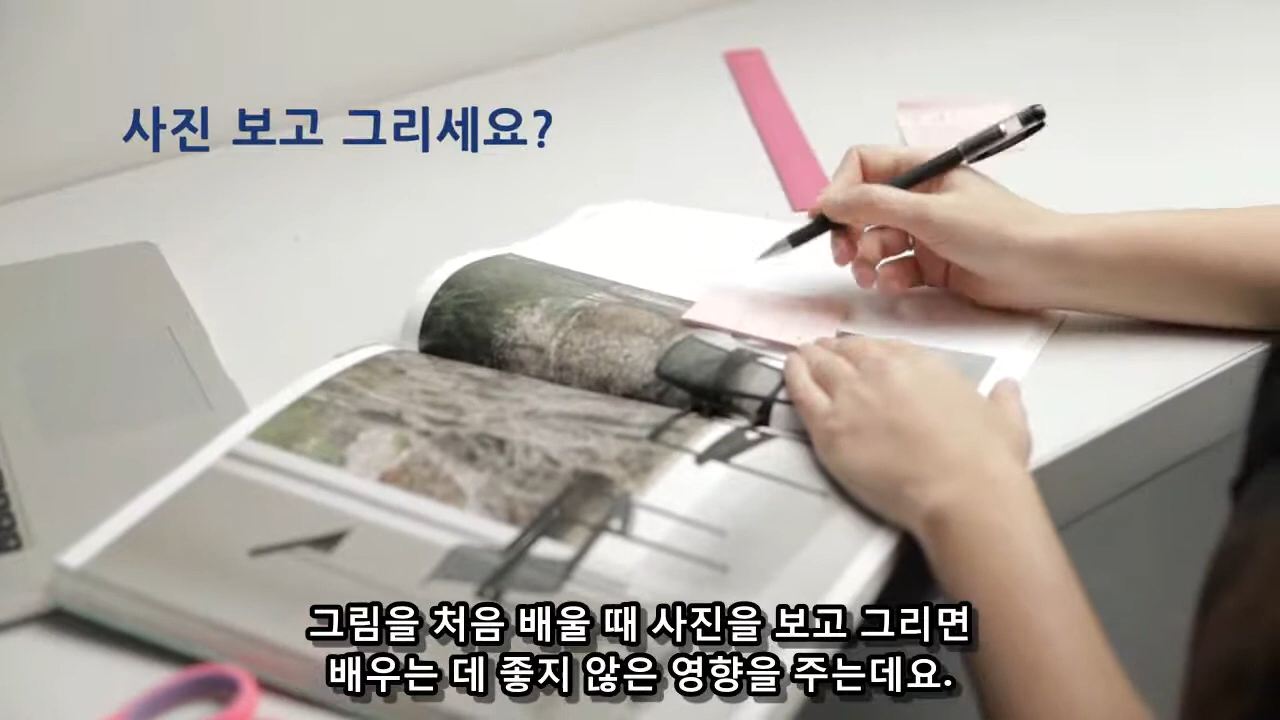 사진 보고 그리세요?
그림을 처음 배울 때 사진을 보고 그리면
배우는 데 좋지 않은 영향을 주는데요.